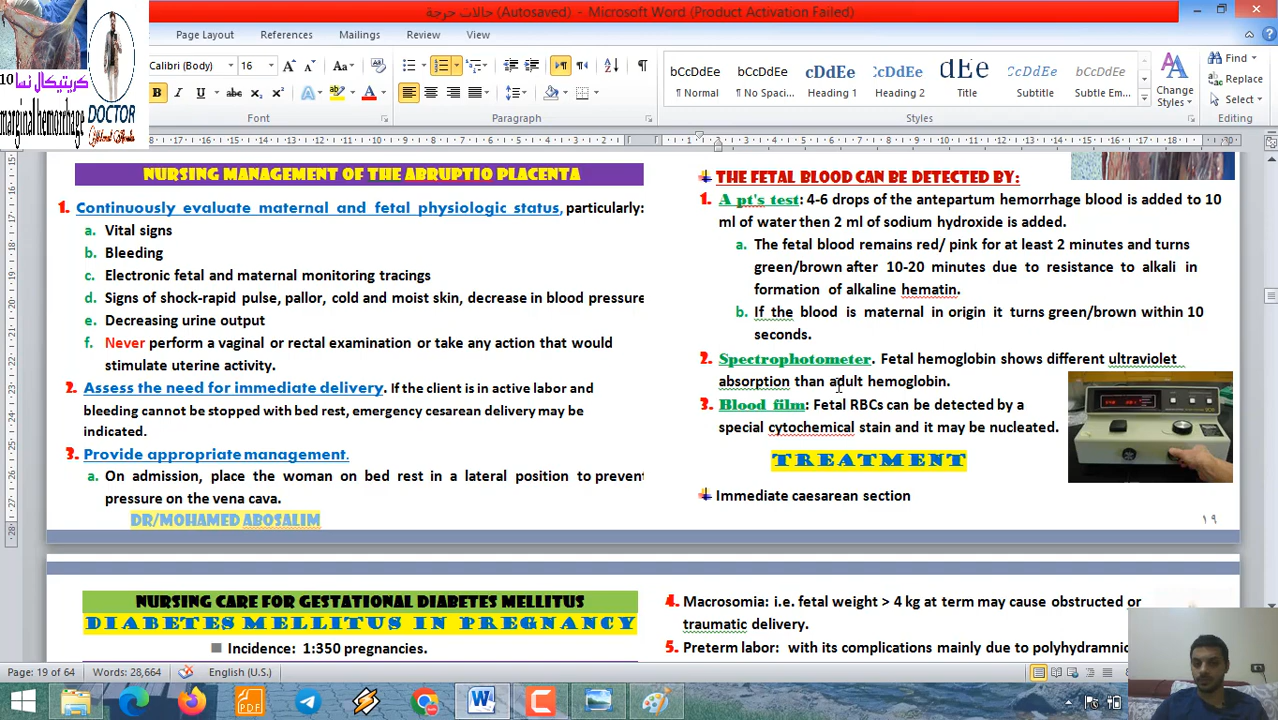 حالات حرجة (Autosaved) - Microsoft Word (Product Activation Failed)
Page Layout References Mailings Review View
Calibri (Body) 16
Font Paragraph Styles Editing
bCcDdEe bCcDdEe cDdEe CcDdEe dEe CcDdEe bCcDdEe
¶ Normal ¶ No Spaci... Heading 1 Heading 2 Title Subtitle Subtle Em...
Change Styles
Find
Replace
Select
10
كريتيكال نسا
marginal hemorrhage
DOCTOR
NURSING MANAGEMENT OF THE ABRUPTIO PLACENTA
1. Continuously evaluate maternal and fetal physiologic status, particularly:
a. Vital signs
b. Bleeding
c. Electronic fetal and maternal monitoring tracings
d. Signs of shock-rapid pulse, pallor, cold and moist skin, decrease in blood pressure
e. Decreasing urine output
f. Never perform a vaginal or rectal examination or take any action that would
stimulate uterine activity.
2. Assess the need for immediate delivery. If the client is in active labor and
bleeding cannot be stopped with bed rest, emergency cesarean delivery may be
indicated.
3. Provide appropriate management.
a. On admission, place the woman on bed rest in a lateral position to prevent
pressure on the vena cava.
DR/MOHAMED ABOSALIM
THE FETAL BLOOD CAN BE DETECTED BY:
1. A pt's test: 4-6 drops of the antepartum hemorrhage blood is added to 10
ml of water then 2 ml of sodium hydroxide is added.
a. The fetal blood remains red/ pink for at least 2 minutes and turns
green/brown after 10-20 minutes due to resistance to alkali in
formation of alkaline hematin.
b. If the blood is maternal in origin it turns green/brown within 10
seconds.
2. Spectrophotometer. Fetal hemoglobin shows different ultraviolet
absorption than adult hemoglobin.
3. Blood film: Fetal RBCs can be detected by a
special cytochemical stain and it may be nucleated.
TREATMENT
Immediate caesarean section
١٩
NURSING CARE FOR GESTATIONAL DIABETES MELLITUS
DIABETES MELLITUS IN PREGNANCY
Incidence: 1:350 pregnancies.
4. Macrosomia: i.e. fetal weight > 4 kg at term may cause obstructed or
traumatic delivery.
5. Preterm labor: with its complications mainly due to polyhydramnio
Page: 19 of 64 Words: 28,664 English (U.S.)